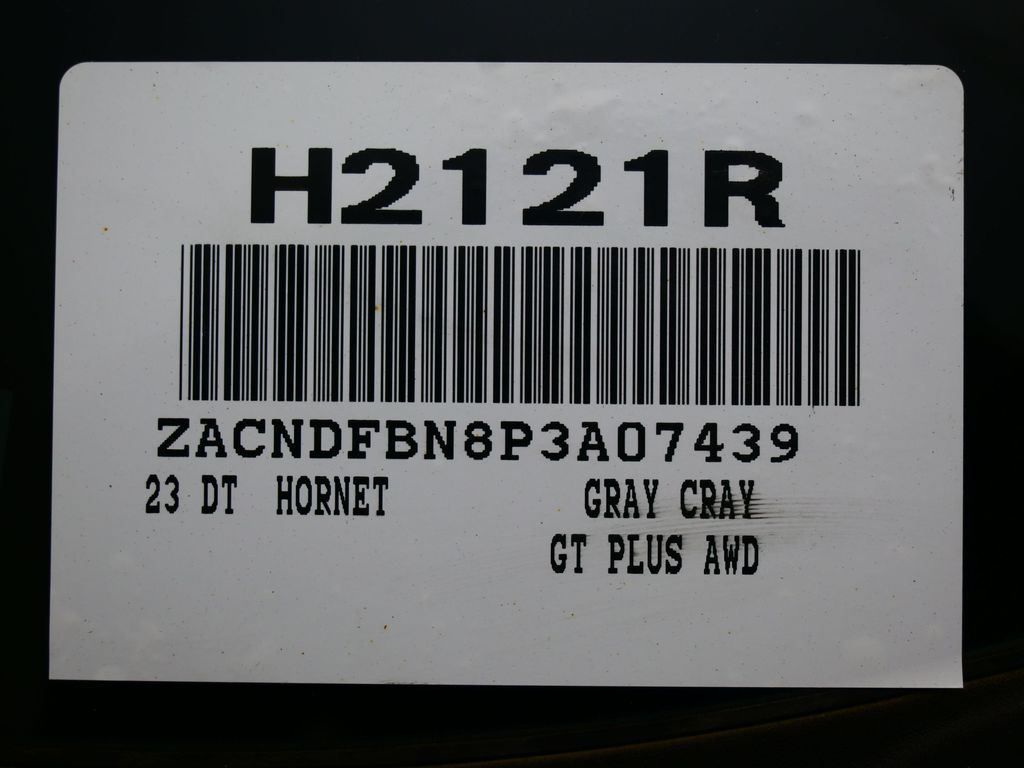 H2121R
ZACNDFBN8P3A07439
23 DT HORNET GRAY CRAY
GT PLUS AWD